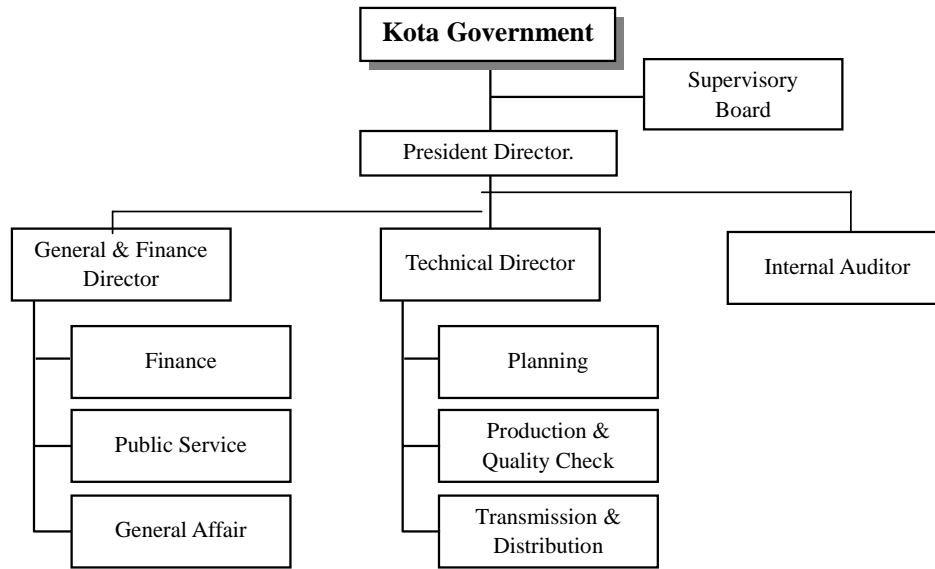 Kota Government
Supervisory
Board
President Director.
General & Finance
Director
Technical Director
Internal Auditor
Finance
Planning
Public Service
Production &
Quality Check
General Affair
Transmission &
Distribution